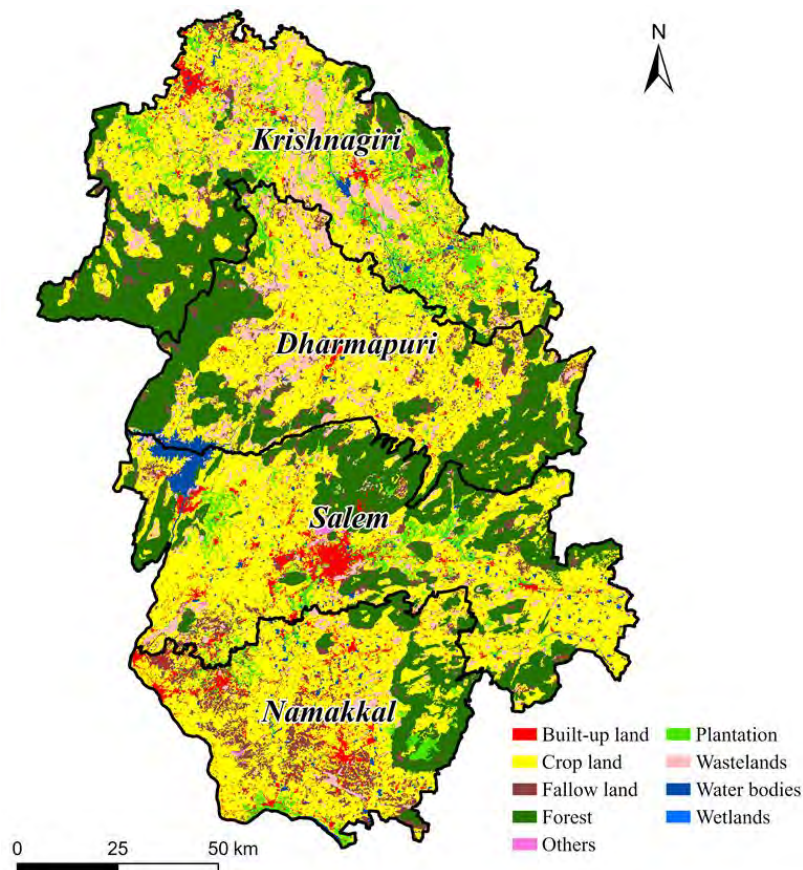 N
Krishnagiri
Dharmapuri
Salem
Namakkal
Built-up land
Crop land
Fallow land
Forest
Others
Plantation
Wastelands
Water bodies
Wetlands
0 25 50 km